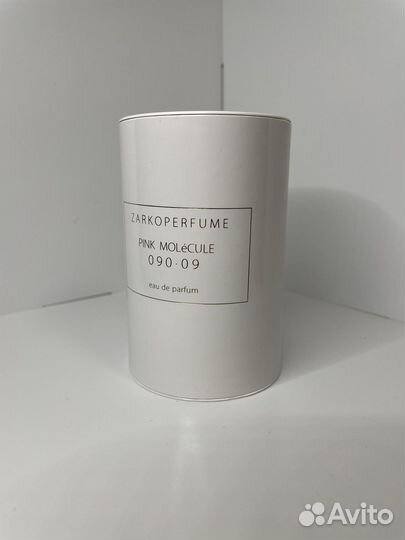 ZARKOPERFUME
PINK MOLéCULE
090·09
eau de parfum
Avito